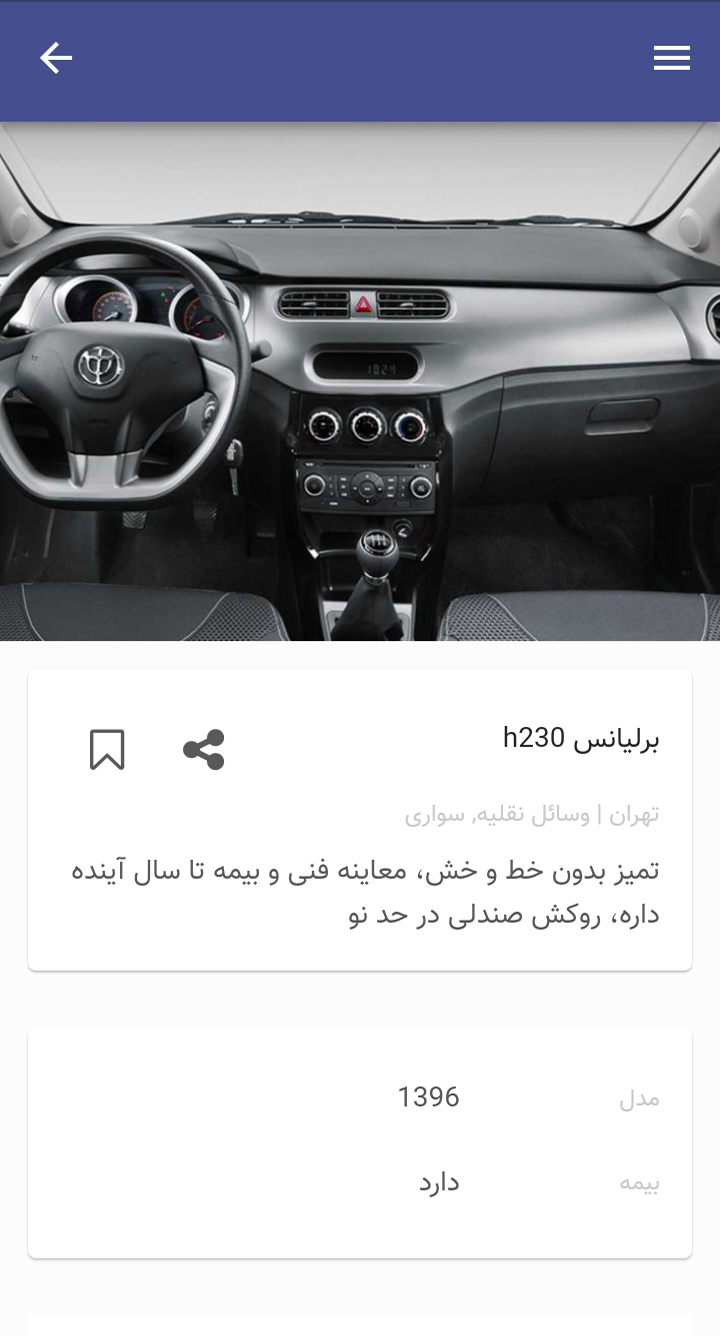 1024
برلیانس h230
تهران | وسائل نقلیه, سواری
تمیز بدون خط و خش، معاینه فنی و بیمه تا سال آینده
داره، روکش صندلی در حد نو
مدل 1396
بیمه دارد